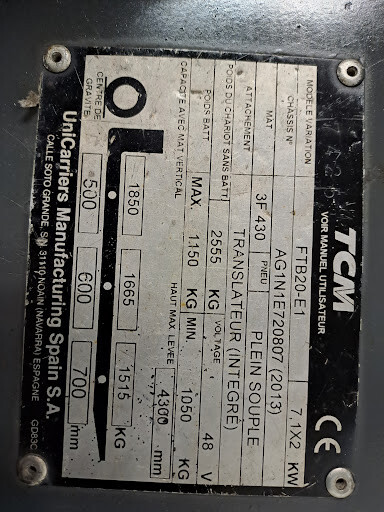 TCM
CE
VOIR MANUEL UTILISATEUR
MODELE VARIATION FTB20-E1 7,1X2 KW
CHASSIS N° AG1N1E720807 (2013)
MAT 3F 430 PNEU PLEIN SOUPLE
ATTACHEMENT TRANSLATEUR (INTEGRE)
POIDS DU CHARIOT SANS BATT 2555 KG VOLTAGE 48 V
POIDS BATT MAX. 1150 KG MIN. 1050 KG
CAPACITE AVEC MAT VERTICAL HAUT MAX. LEVEE 4300 mm
1850 1665 1515 KG
CENTRE DE GRAVITE 500 600 700 mm
UniCarriers Manufacturing Spain S.A.
CALLE SOTO GRANDE, S/N, 31110-NOAIN (NAVARRA) ESPAGNE GD83C